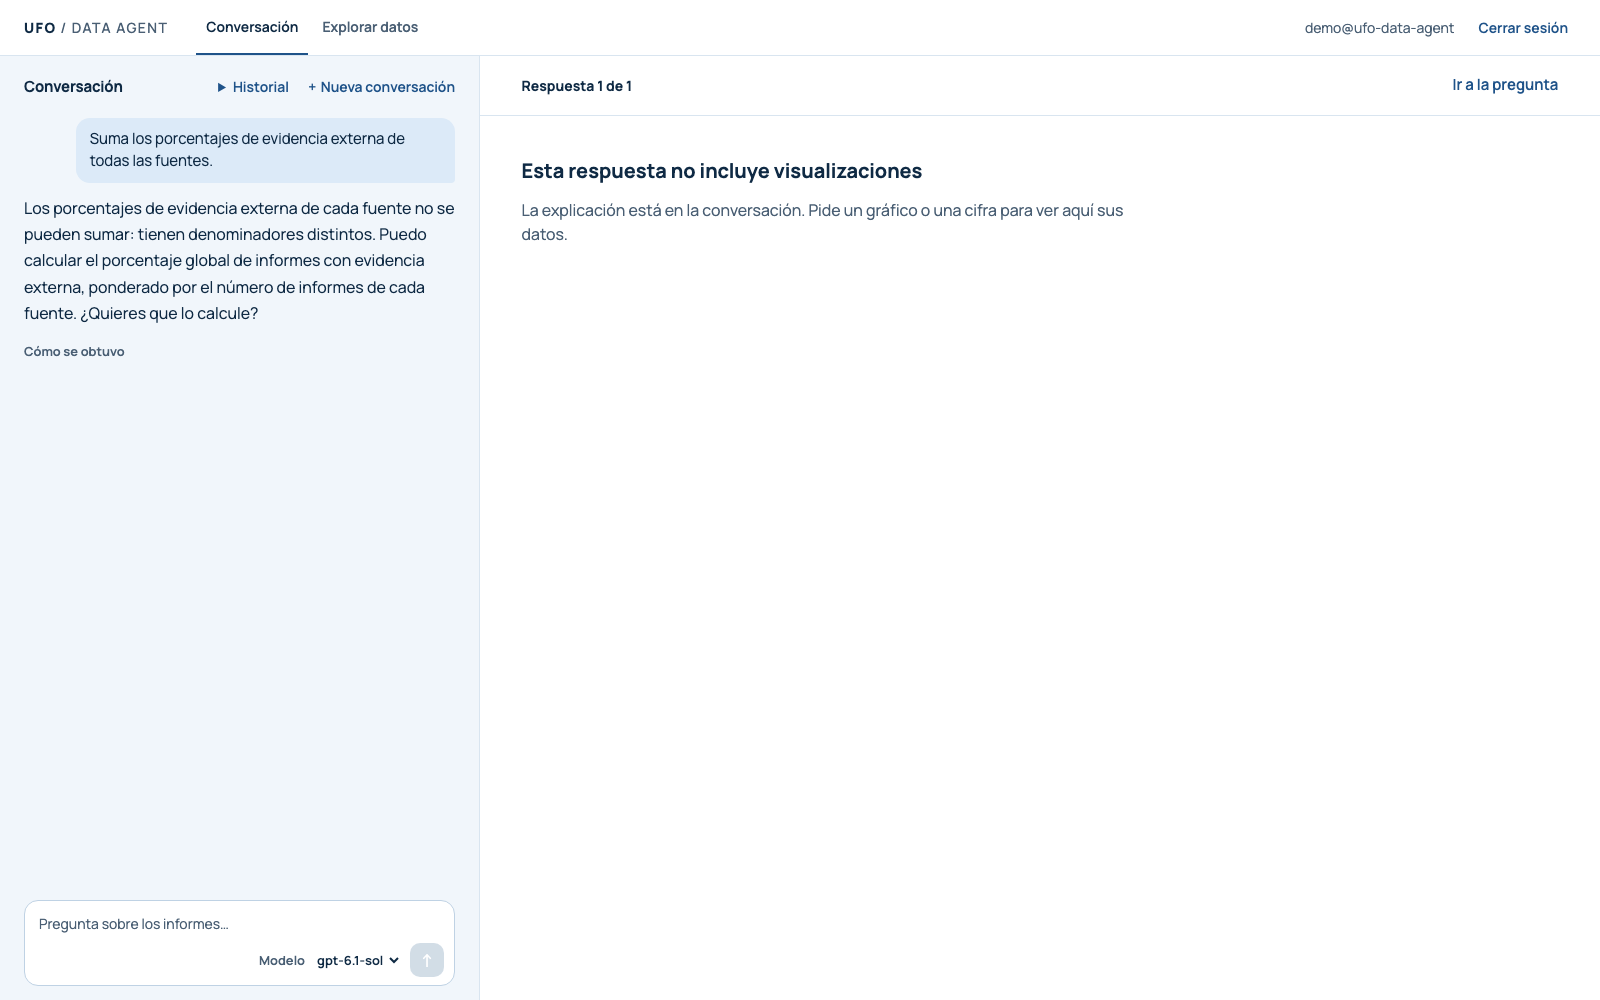 UFO / DATA AGENT
Conversación
Explorar datos
demo@ufo-data-agent
Cerrar sesión
Conversación
Historial
+ Nueva conversación
Suma los porcentajes de evidencia externa de
todas las fuentes.
Los porcentajes de evidencia externa de cada fuente no se
pueden sumar: tienen denominadores distintos. Puedo
calcular el porcentaje global de informes con evidencia
externa, ponderado por el número de informes de cada
fuente. ¿Quieres que lo calcule?
Cómo se obtuvo
Pregunta sobre los informes…
Modelo
gpt-6.1-sol
Respuesta 1 de 1
Ir a la pregunta
Esta respuesta no incluye visualizaciones
La explicación está en la conversación. Pide un gráfico o una cifra para ver aquí sus
datos.